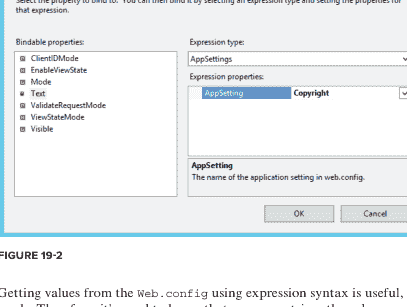 Select the property to bind to. You can then bind it by selecting an expression type and setting the properties for
that expression.
Bindable properties:
ClientIDMode
EnableViewState
Mode
Text
ValidateRequestMode
ViewStateMode
Visible
Expression type:
AppSettings
Expression properties:
AppSetting Copyright
AppSetting
The name of the application setting in web.config.
OK Cancel
FIGURE 19-2
Getting values from the Web.config using expression syntax is useful,